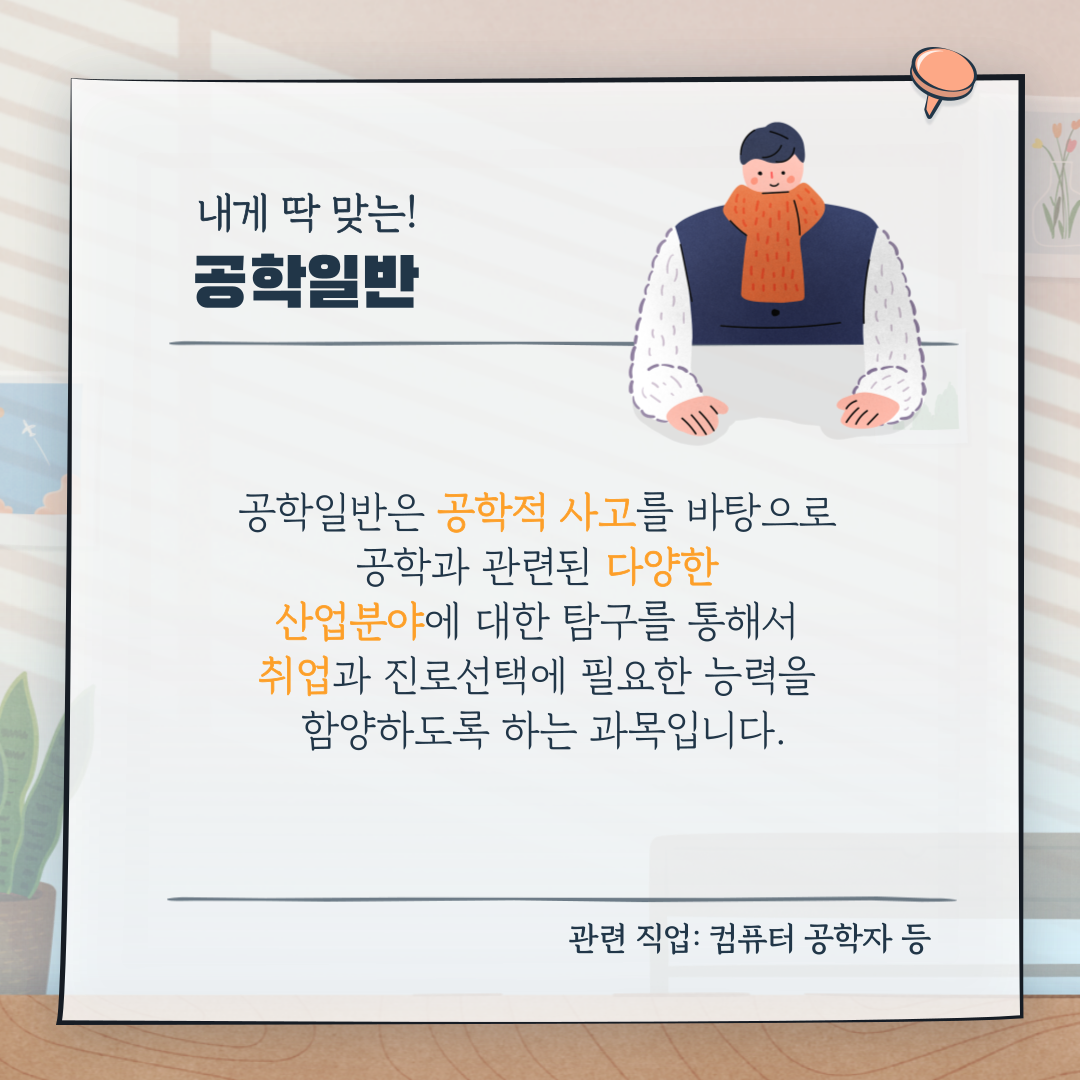 내게 딱 맞는!
공학일반
공학일반은 공학적 사고를 바탕으로
공학과 관련된 다양한
산업분야에 대한 탐구를 통해서
취업과 진로선택에 필요한 능력을
함양하도록 하는 과목입니다.
관련 직업: 컴퓨터 공학자 등